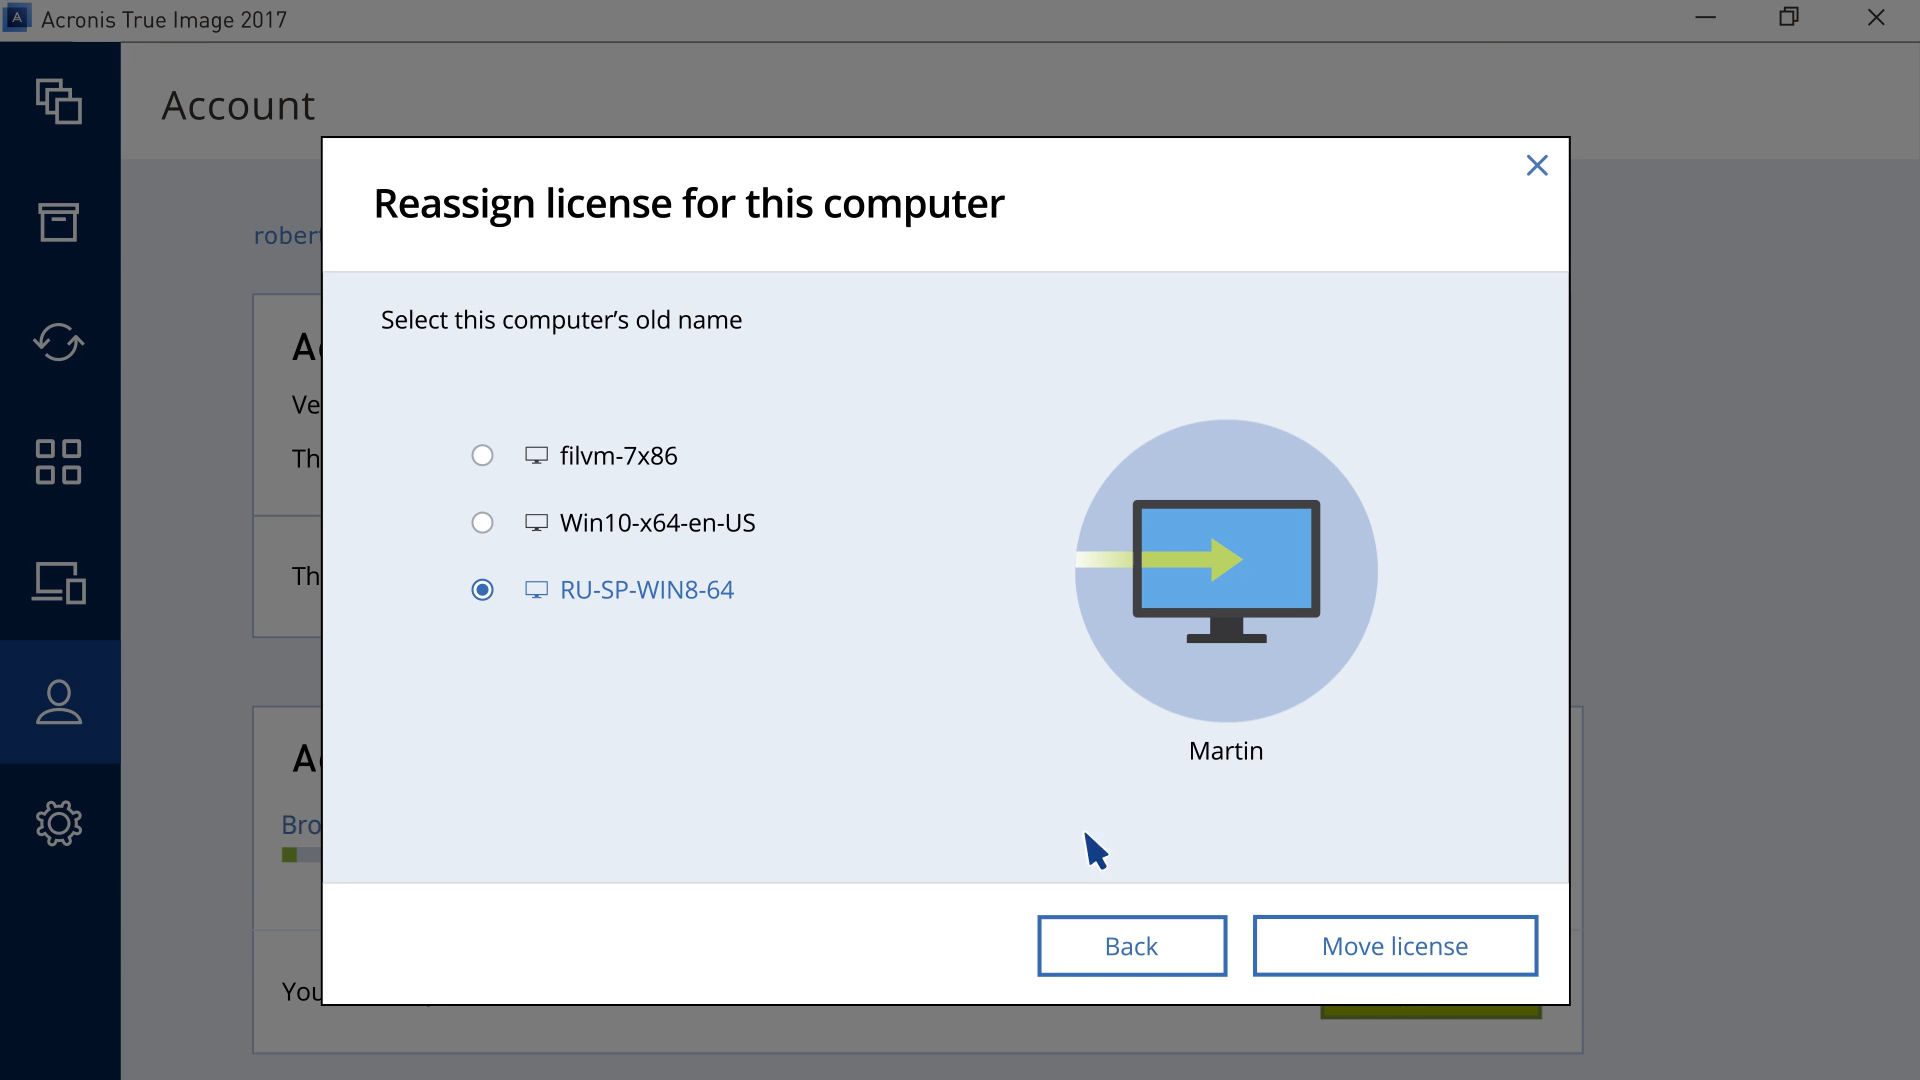 Acronis True Image 2017
Account
Reassign license for this computer
Select this computer's old name
filvm-7x86
Win10-x64-en-US
RU-SP-WIN8-64
Martin
Back
Move license